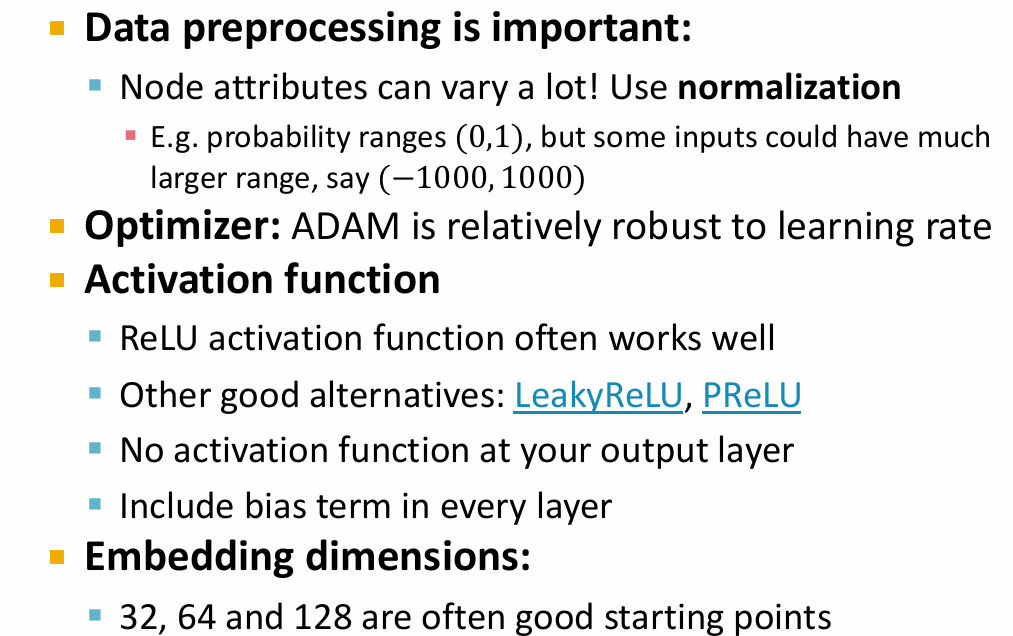 Data preprocessing is important:
Node attributes can vary a lot! Use normalization
E.g. probability ranges (0,1), but some inputs could have much
larger range, say (−1000, 1000)
Optimizer: ADAM is relatively robust to learning rate
Activation function
ReLU activation function often works well
Other good alternatives: LeakyReLU, PReLU
No activation function at your output layer
Include bias term in every layer
Embedding dimensions:
32, 64 and 128 are often good starting points